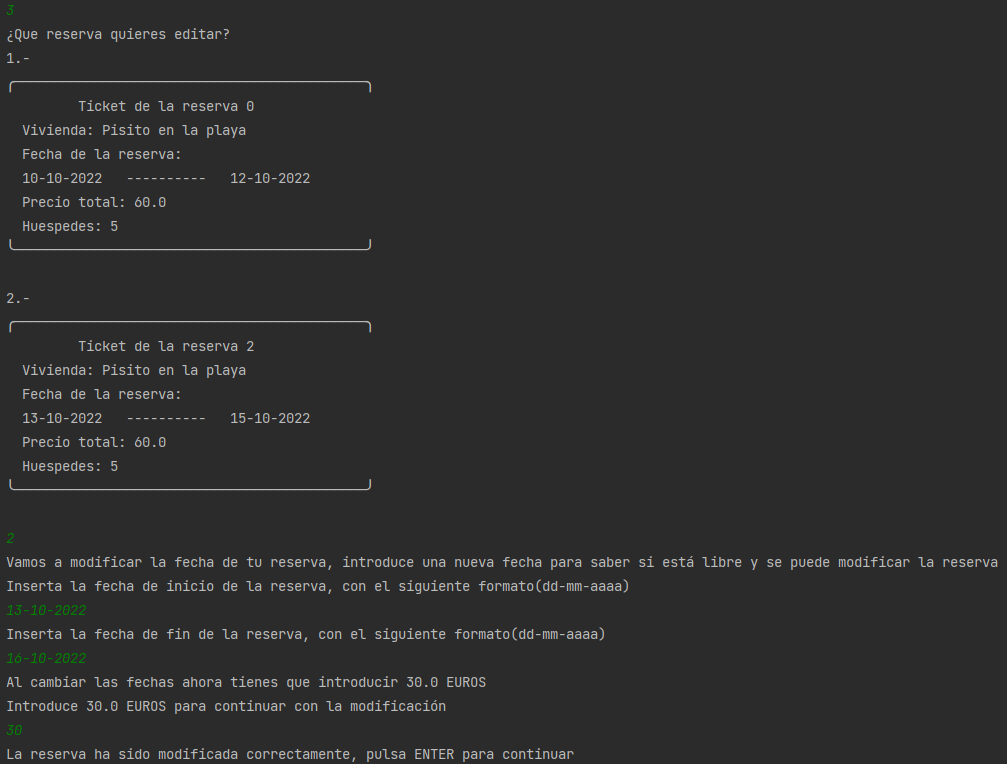 3
¿Que reserva quieres editar?
1.-
Ticket de la reserva 0
Vivienda: Pisito en la playa
Fecha de la reserva:
10-10-2022   ----------   12-10-2022
Precio total: 60.0
Huespedes: 5
2.-
Ticket de la reserva 2
Vivienda: Pisito en la playa
Fecha de la reserva:
13-10-2022   ----------   15-10-2022
Precio total: 60.0
Huespedes: 5
2
Vamos a modificar la fecha de tu reserva, introduce una nueva fecha para saber si está libre y se puede modificar la reserva
Inserta la fecha de inicio de la reserva, con el siguiente formato(dd-mm-aaaa)
13-10-2022
Inserta la fecha de fin de la reserva, con el siguiente formato(dd-mm-aaaa)
16-10-2022
Al cambiar las fechas ahora tienes que introducir 30.0 EUROS
Introduce 30.0 EUROS para continuar con la modificación
30
La reserva ha sido modificada correctamente, pulsa ENTER para continuar